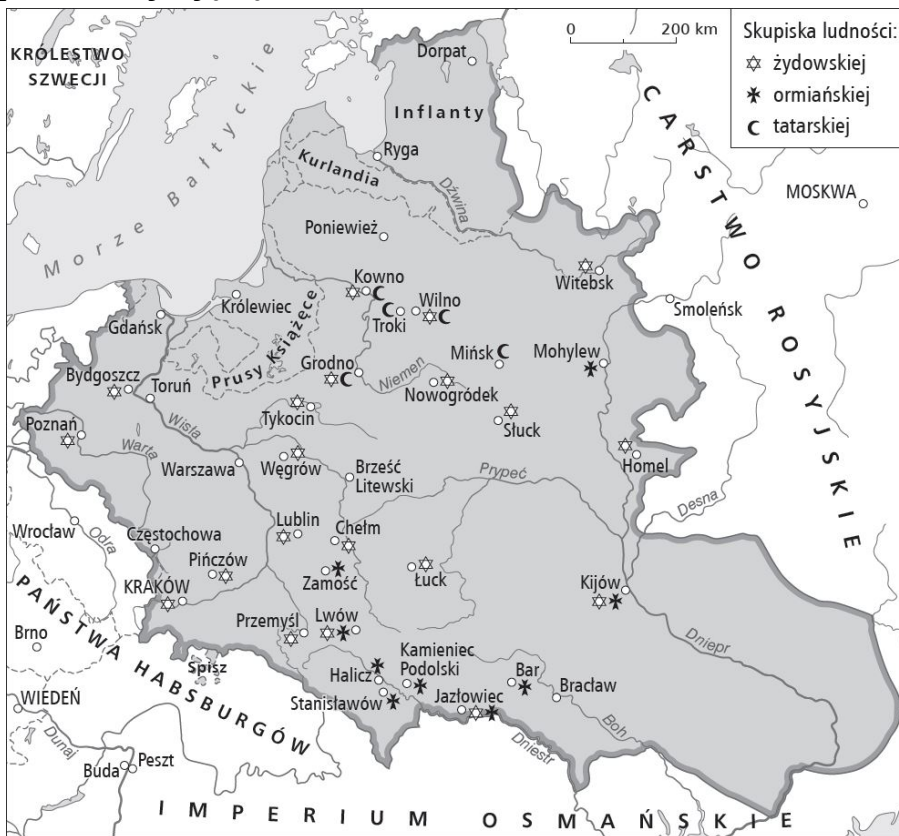 0 200 km
Skupiska ludności:
żydowskiej
ormiańskiej
tatarskiej
KRÓLESTWO
SZWECJI
Dorpat
Inflanty
CARSTWO ROSYJSKIE
Morze Bałtyckie
Ryga
Kurlandia
Dźwina
MOSKWA
Poniewież
Witebsk
Kowno
Królewiec
Troki
Wilno
Smoleńsk
Gdańsk
Prusy Książęce
Mińsk
Mohylew
Grodno
Niemen
Bydgoszcz
Toruń
Nowogródek
Tykocin
Słuck
Poznań
Wisła
Warta
Warszawa
Węgrów
Brześć
Litewski
Prypeć
Homel
Desna
Wrocław
Odra
Częstochowa
Lublin
Chełm
Pińczów
Zamość
Łuck
Kijów
KRAKÓW
PAŃSTWA HABSBURGÓW
Przemyśl
Lwów
Dniepr
Brno
Spisz
Halicz
Kamieniec
Podolski
Bar
Bracław
Stanisławów
Jazłowiec
Boh
WIEDEŃ
Dniestr
Dunaj
Buda
Peszt
IMPERIUM OSMAŃSKIE